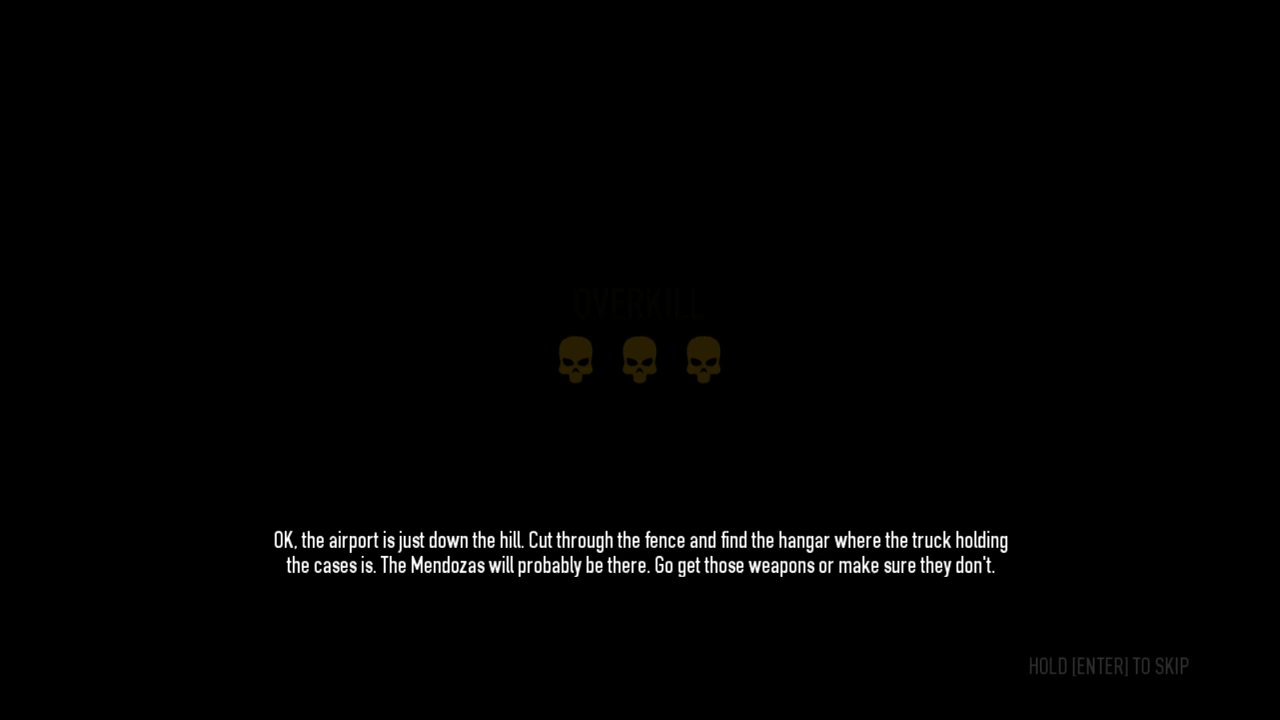 OVERKILL
OK, the airport is just down the hill. Cut through the fence and find the hangar where the truck holding
the cases is. The Mendozas will probably be there. Go get those weapons or make sure they don't.
HOLD [ENTER] TO SKIP